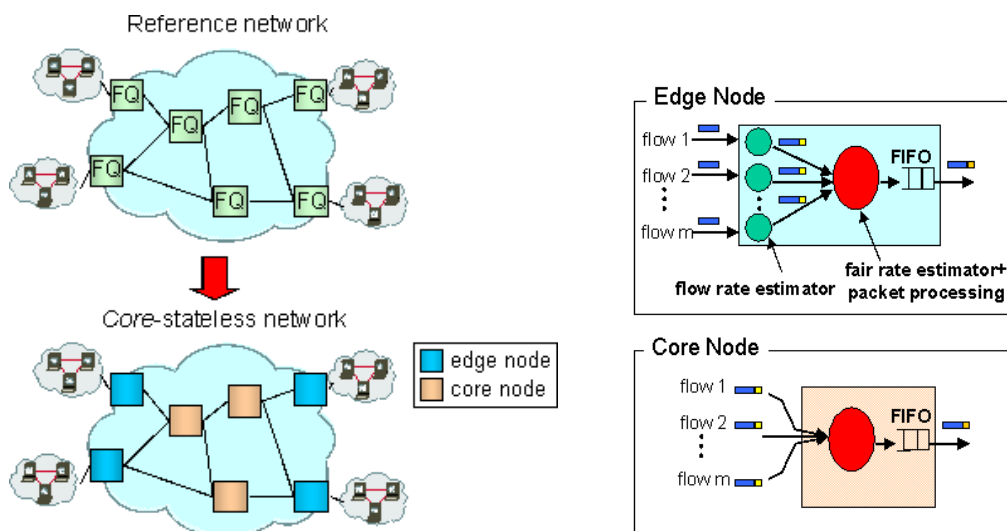 Reference network
FQ
FQ
FQ
FQ
FQ
FQ
FQ
Core-stateless network
edge node
core node
Edge Node
flow 1
flow 2
flow m
FIFO
flow rate estimator
fair rate estimator+
packet processing
Core Node
flow 1
flow 2
flow m
FIFO